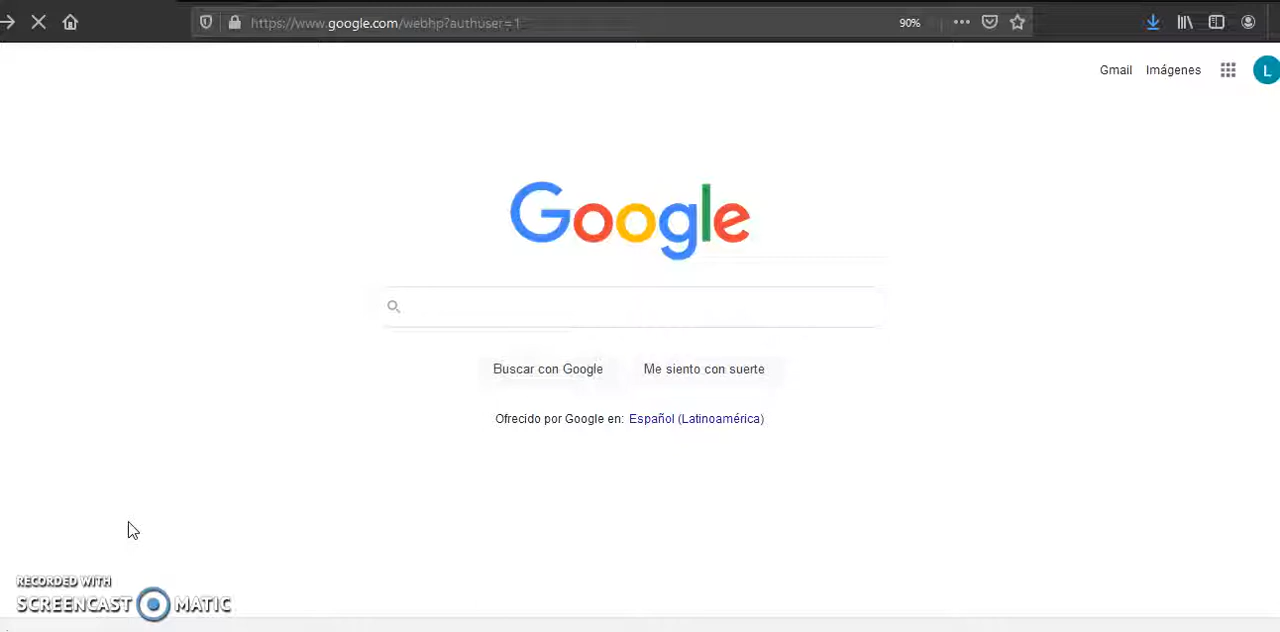 https://www.google.com/webhp?authuser=1
90%
Gmail Imágenes
L
Google
Buscar con Google Me siento con suerte
Ofrecido por Google en: Español (Latinoamérica)
RECORDED WITH
SCREENCAST MATIC